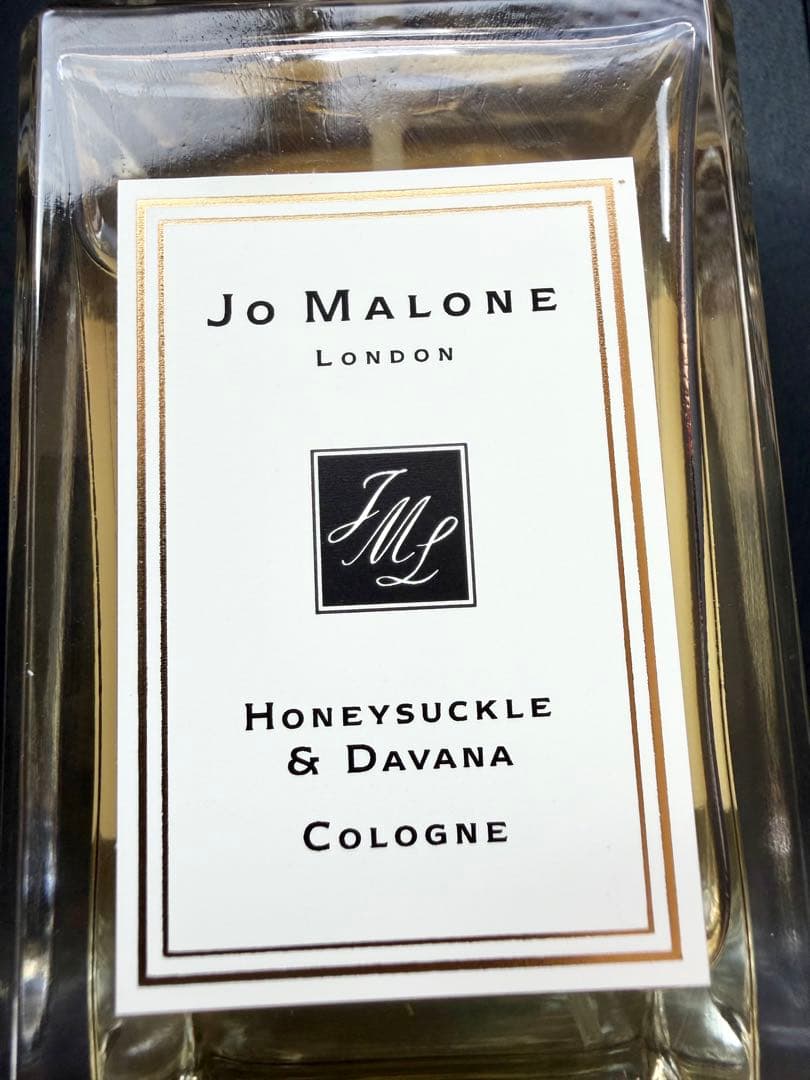 Jo Malone
London
JML
Honeysuckle
& Davana
Cologne